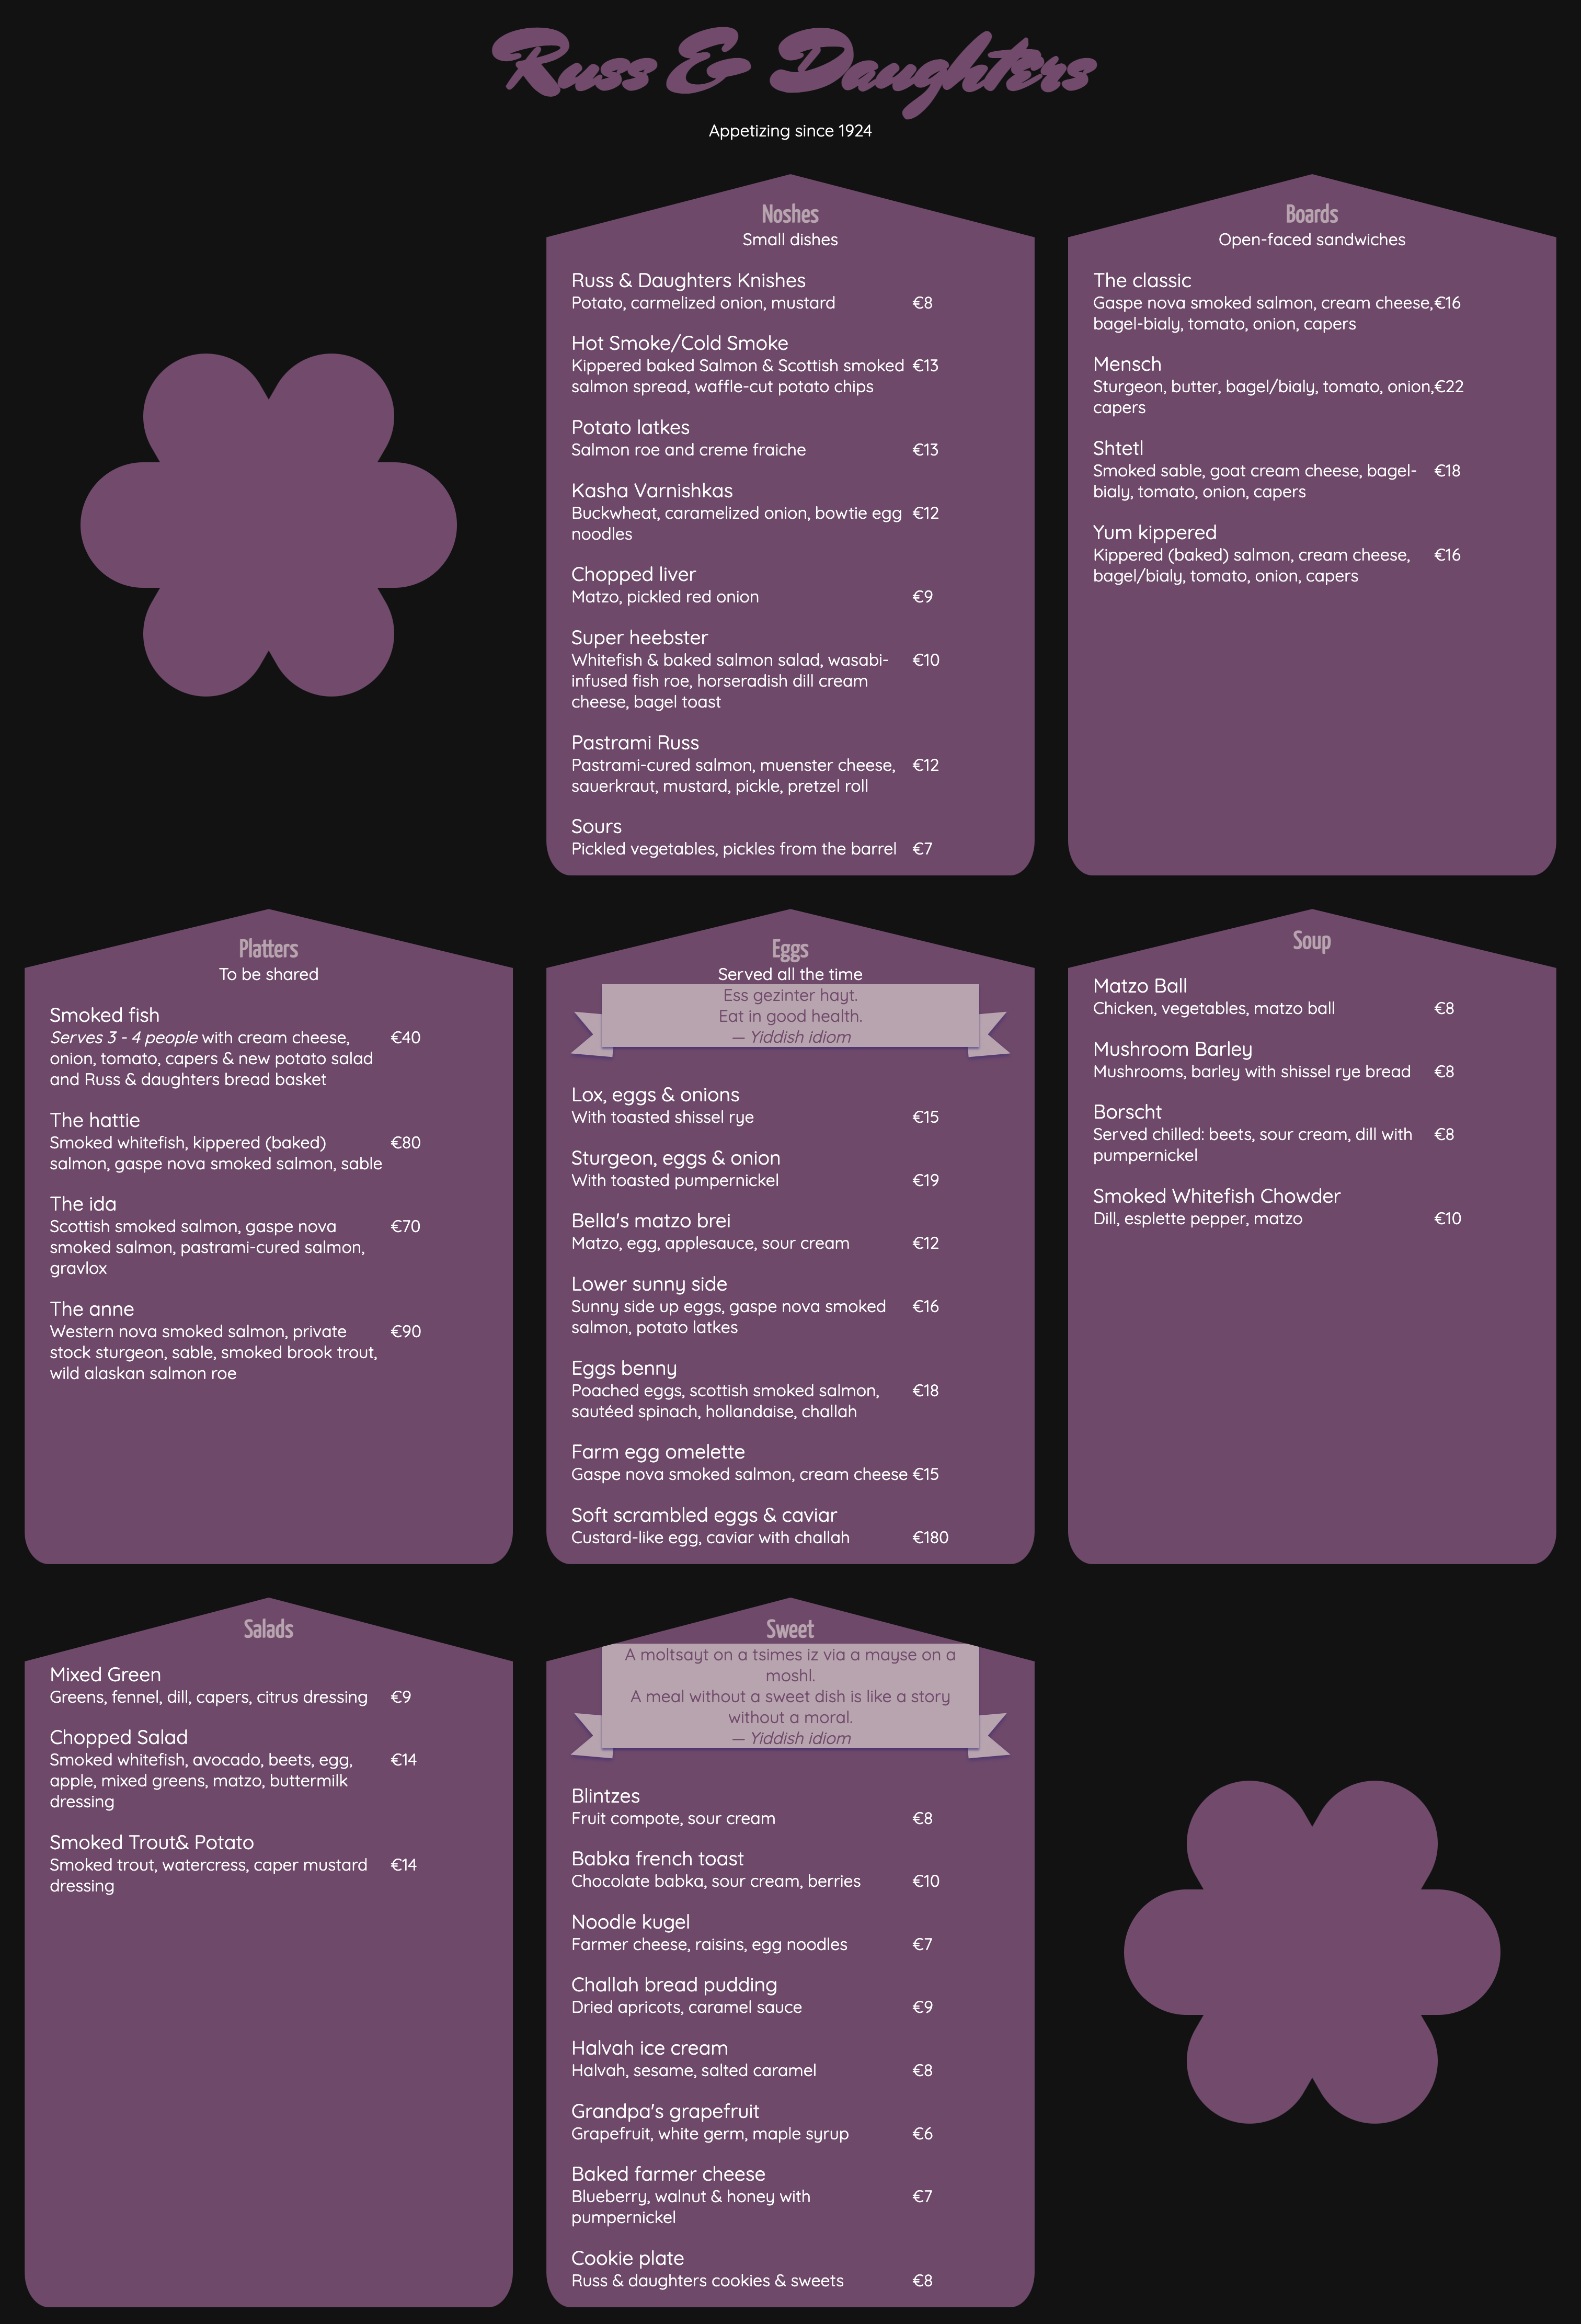 Russ & Daughters
Appetizing since 1924
Noshes
Small dishes
Russ & Daughters Knishes
Potato, carmelized onion, mustard €8
Hot Smoke/Cold Smoke
Kippered baked Salmon & Scottish smoked €13
salmon spread, waffle-cut potato chips
Potato latkes
Salmon roe and creme fraiche €13
Kasha Varnishkas
Buckwheat, caramelized onion, bowtie egg €12
noodles
Chopped liver
Matzo, pickled red onion €9
Super heebster
Whitefish & baked salmon salad, wasabi- €10
infused fish roe, horseradish dill cream
cheese, bagel toast
Pastrami Russ
Pastrami-cured salmon, muenster cheese, €12
sauerkraut, mustard, pickle, pretzel roll
Sours
Pickled vegetables, pickles from the barrel €7
Boards
Open-faced sandwiches
The classic
Gaspe nova smoked salmon, cream cheese, €16
bagel-bialy, tomato, onion, capers
Mensch
Sturgeon, butter, bagel/bialy, tomato, onion, €22
capers
Shtetl
Smoked sable, goat cream cheese, bagel- €18
bialy, tomato, onion, capers
Yum kippered
Kippered (baked) salmon, cream cheese, €16
bagel/bialy, tomato, onion, capers
Platters
To be shared
Smoked fish
Serves 3 - 4 people with cream cheese, €40
onion, tomato, capers & new potato salad
and Russ & daughters bread basket
The hattie
Smoked whitefish, kippered (baked) €80
salmon, gaspe nova smoked salmon, sable
The ida
Scottish smoked salmon, gaspe nova €70
smoked salmon, pastrami-cured salmon,
gravlox
The anne
Western nova smoked salmon, private €90
stock sturgeon, sable, smoked brook trout,
wild alaskan salmon roe
Eggs
Served all the time
Ess gezinter hayt.
Eat in good health.
— Yiddish idiom
Lox, eggs & onions
With toasted shissel rye €15
Sturgeon, eggs & onion
With toasted pumpernickel €19
Bella's matzo brei
Matzo, egg, applesauce, sour cream €12
Lower sunny side
Sunny side up eggs, gaspe nova smoked €16
salmon, potato latkes
Eggs benny
Poached eggs, scottish smoked salmon, €18
sautéed spinach, hollandaise, challah
Farm egg omelette
Gaspe nova smoked salmon, cream cheese €15
Soft scrambled eggs & caviar
Custard-like egg, caviar with challah €180
Soup
Matzo Ball
Chicken, vegetables, matzo ball €8
Mushroom Barley
Mushrooms, barley with shissel rye bread €8
Borscht
Served chilled: beets, sour cream, dill with €8
pumpernickel
Smoked Whitefish Chowder
Dill, esplette pepper, matzo €10
Salads
Mixed Green
Greens, fennel, dill, capers, citrus dressing €9
Chopped Salad
Smoked whitefish, avocado, beets, egg, €14
apple, mixed greens, matzo, buttermilk
dressing
Smoked Trout& Potato
Smoked trout, watercress, caper mustard €14
dressing
Sweet
A moltsayt on a tsimes iz via a mayse on a
moshl.
A meal without a sweet dish is like a story
without a moral.
— Yiddish idiom
Blintzes
Fruit compote, sour cream €8
Babka french toast
Chocolate babka, sour cream, berries €10
Noodle kugel
Farmer cheese, raisins, egg noodles €7
Challah bread pudding
Dried apricots, caramel sauce €9
Halvah ice cream
Halvah, sesame, salted caramel €8
Grandpa's grapefruit
Grapefruit, white germ, maple syrup €6
Baked farmer cheese
Blueberry, walnut & honey with €7
pumpernickel
Cookie plate
Russ & daughters cookies & sweets €8